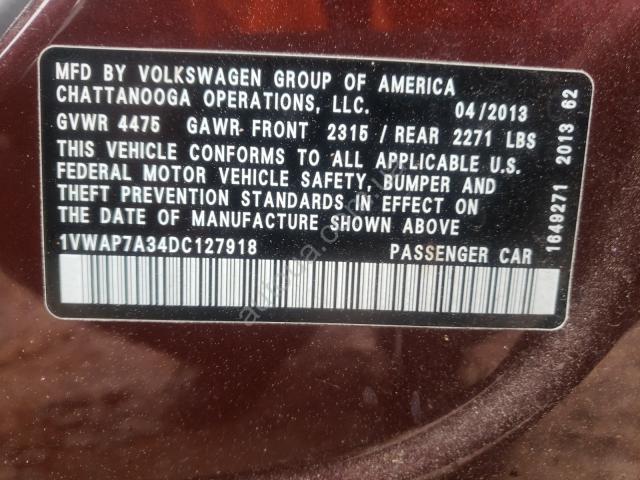 MFD BY VOLKSWAGEN GROUP OF AMERICA
CHATTANOOGA OPERATIONS, LLC. 04/2013
GVWR 4475 GAWR FRONT 2315 / REAR 2271 LBS
THIS VEHICLE CONFORMS TO ALL APPLICABLE U.S.
FEDERAL MOTOR VEHICLE SAFETY, BUMPER AND
THEFT PREVENTION STANDARDS IN EFFECT ON
THE DATE OF MANUFACTURE SHOWN ABOVE
1VWAP7A34DC127918 PASSENGER CAR
1649271 2013 62